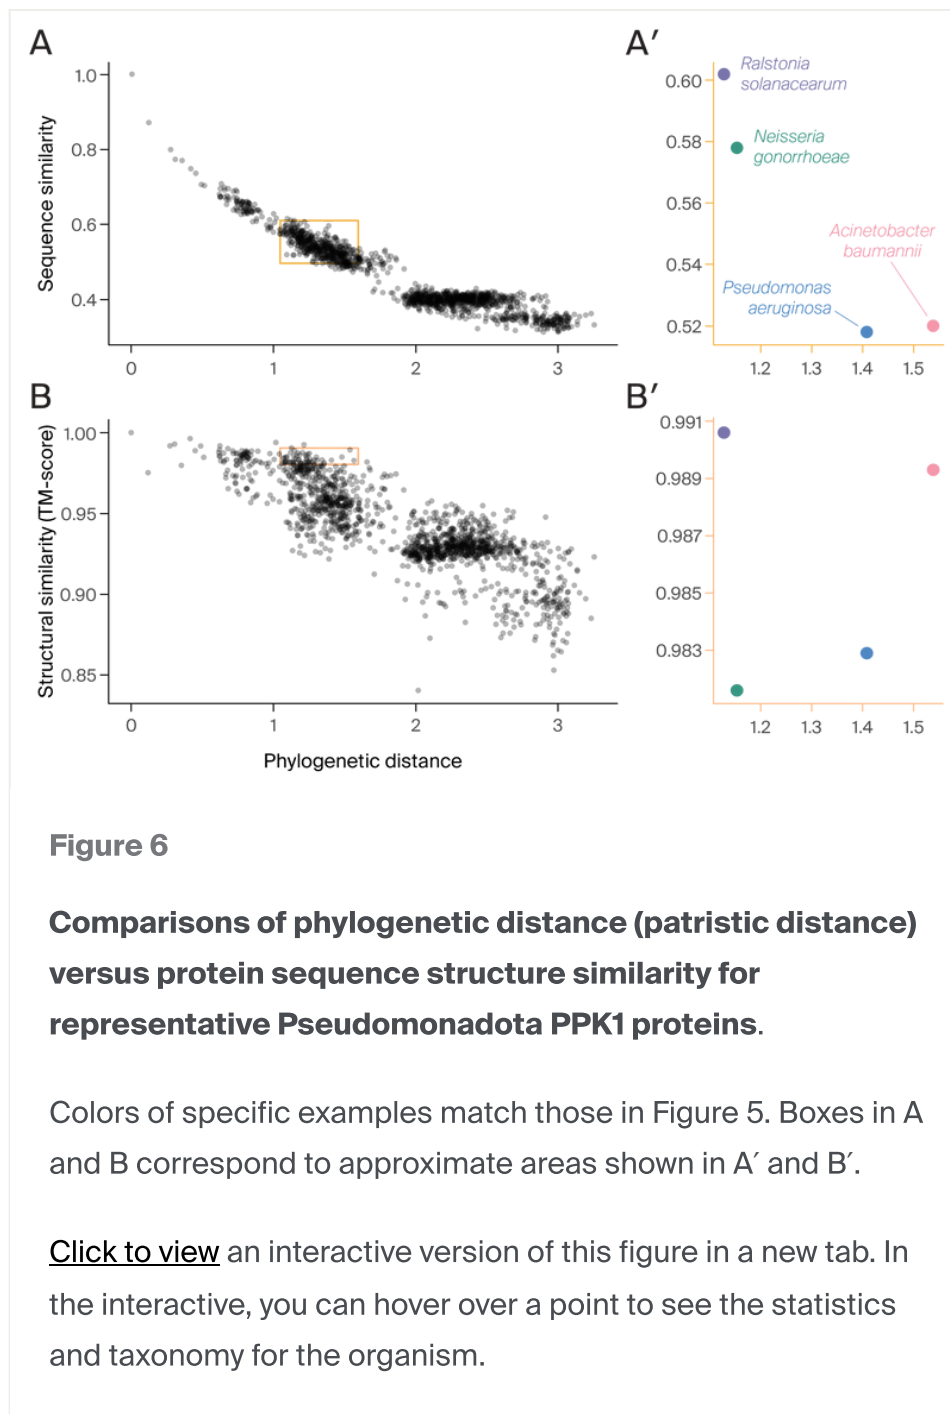 A
A′
Sequence similarity
1.0
0.8
0.6
0.4
0
1
2
3
0.60
0.58
0.56
0.54
0.52
Ralstonia
solanacearum
Neisseria
gonorrhoeae
Acinetobacter
baumannii
Pseudomonas
aeruginosa
1.2
1.3
1.4
1.5
B
B′
Structural similarity (TM-score)
1.00
0.95
0.90
0.85
0
1
2
3
Phylogenetic distance
0.991
0.989
0.987
0.985
0.983
1.2
1.3
1.4
1.5
Figure 6
Comparisons of phylogenetic distance (patristic distance)
versus protein sequence structure similarity for
representative Pseudomonadota PPK1 proteins.
Colors of specific examples match those in Figure 5. Boxes in A
and B correspond to approximate areas shown in A′ and B′.
Click to view an interactive version of this figure in a new tab. In
the interactive, you can hover over a point to see the statistics
and taxonomy for the organism.